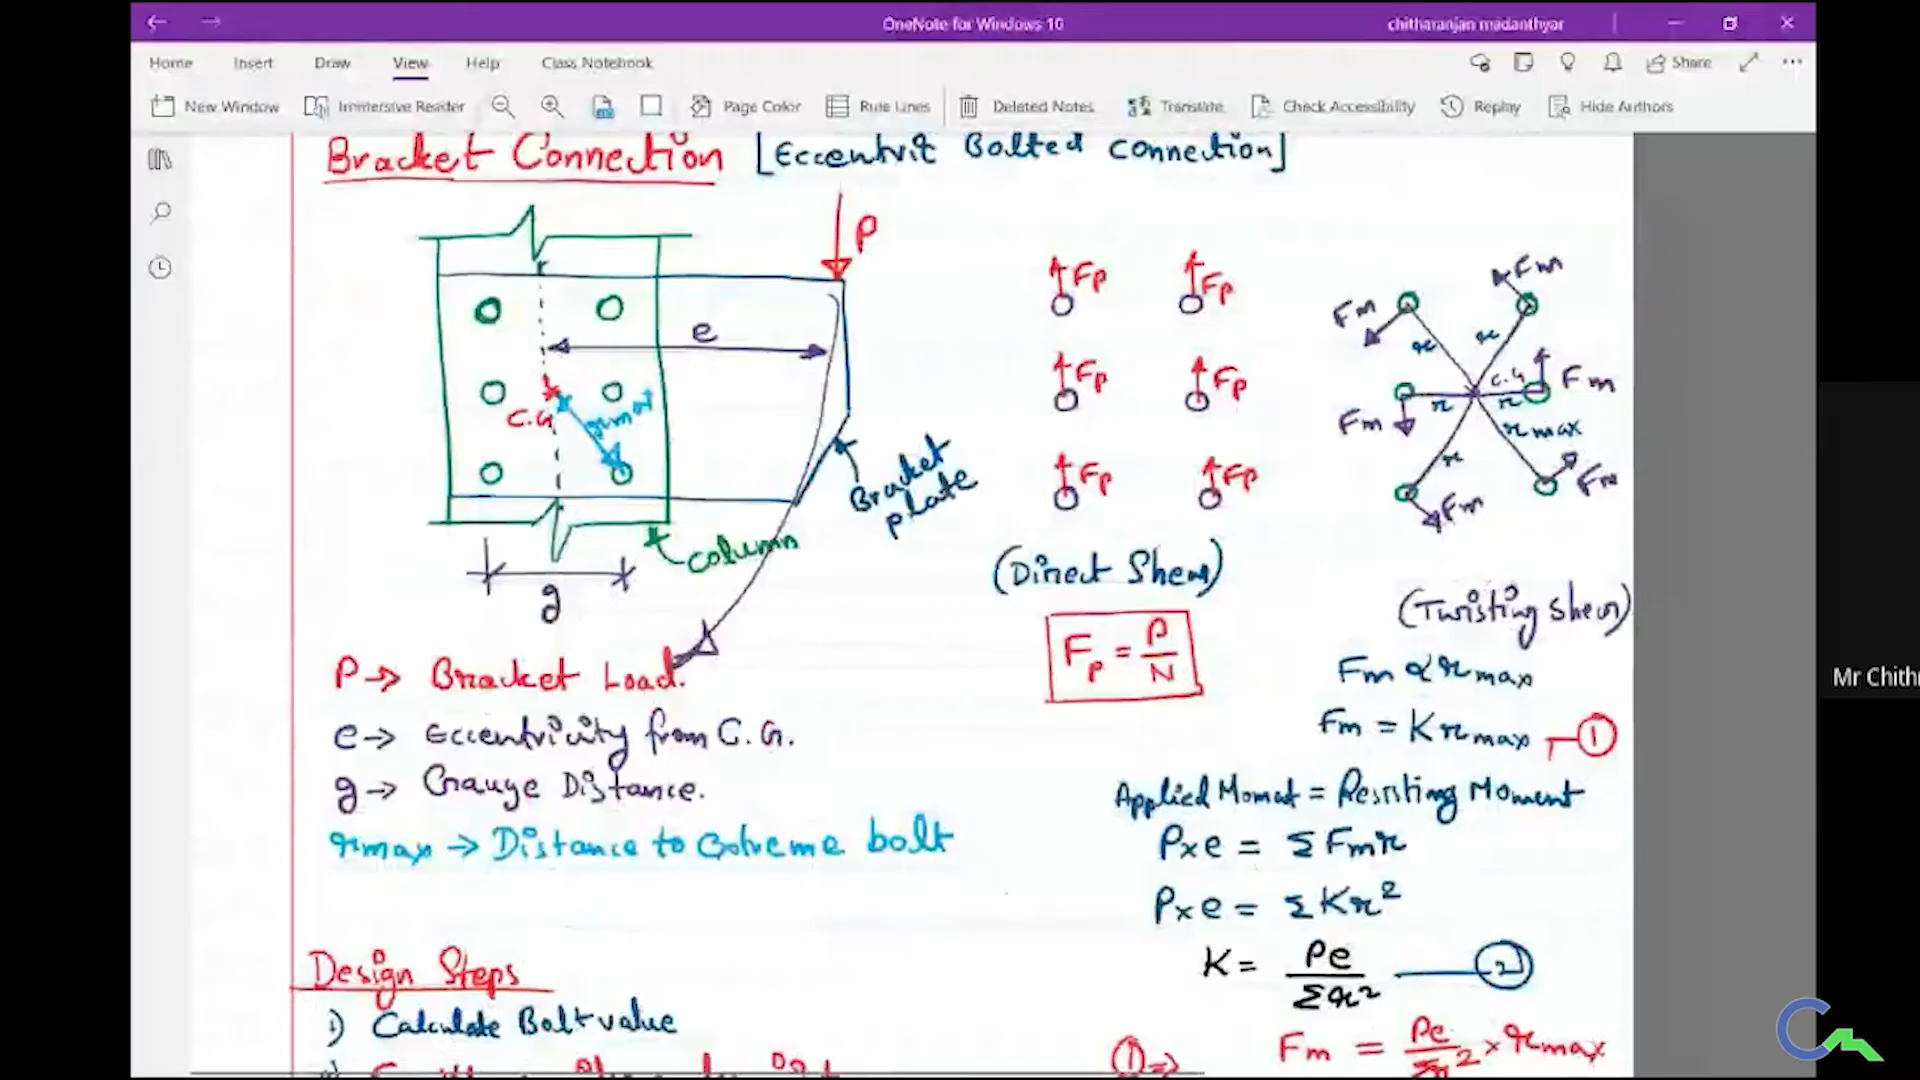 OneNote for Windows 10
chitharanjan madanthyar
Home Insert Draw View Help Class Notebook
Share
New Window Immersive Reader Page Color Rule Lines Deleted Notes Translate Check Accessibility Replay Hide Authors
Bracket Connection [Eccentric Bolted connection]
P
e
C.G
rmax
Bracket
plate
column
g
P → Bracket Load.
e → Eccentricity from C.G.
g → Gauge Distance.
rmax → Distance to extreme bolt
Design Steps
i) Calculate Bolt value
Fp Fp
Fp Fp
Fp Fp
(Direct Shear)
Fp = P/N
Fm Fm
r r
C.G Fm
Fm r r
rmax
r
Fm Fm
(Twisting Shear)
Fm α rmax
Fm = K rmax ①
Applied Moment = Resisting Moment
P x e = Σ Fm r
P x e = Σ K r²
K = Pe/Σr² ②
① ⇒ Fm = Pe/Σr² × rmax
Mr Chith